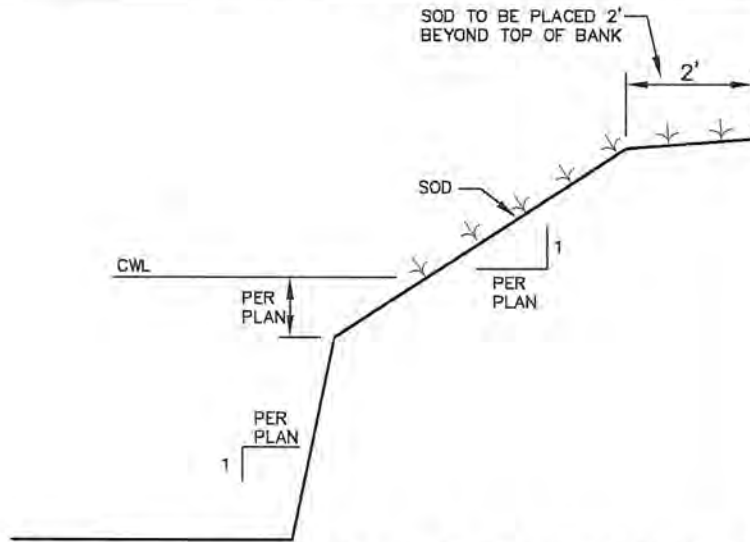 SOD TO BE PLACED 2'
BEYOND TOP OF BANK
2'
SOD
1
PER
PLAN
CWL
PER
PLAN
PER
PLAN
1